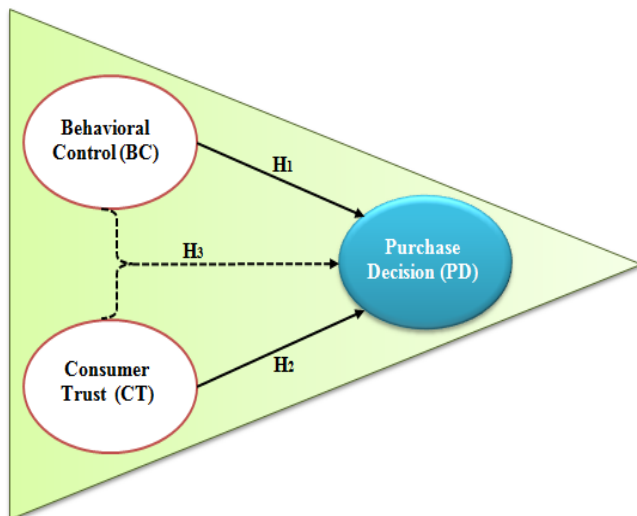 Behavioral
Control (BC)
H1
Purchase
Decision (PD)
H3
Consumer
Trust (CT)
H2